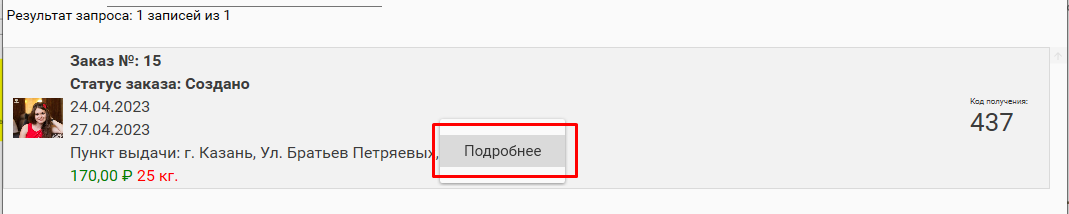 Результат запроса: 1 записей из 1
Заказ №: 15
Статус заказа: Создано
24.04.2023
27.04.2023
Пункт выдачи: г. Казань, Ул. Братьев Петряевых,
Подробнее
170,00 ₽ 25 кг.
Код получения:
437